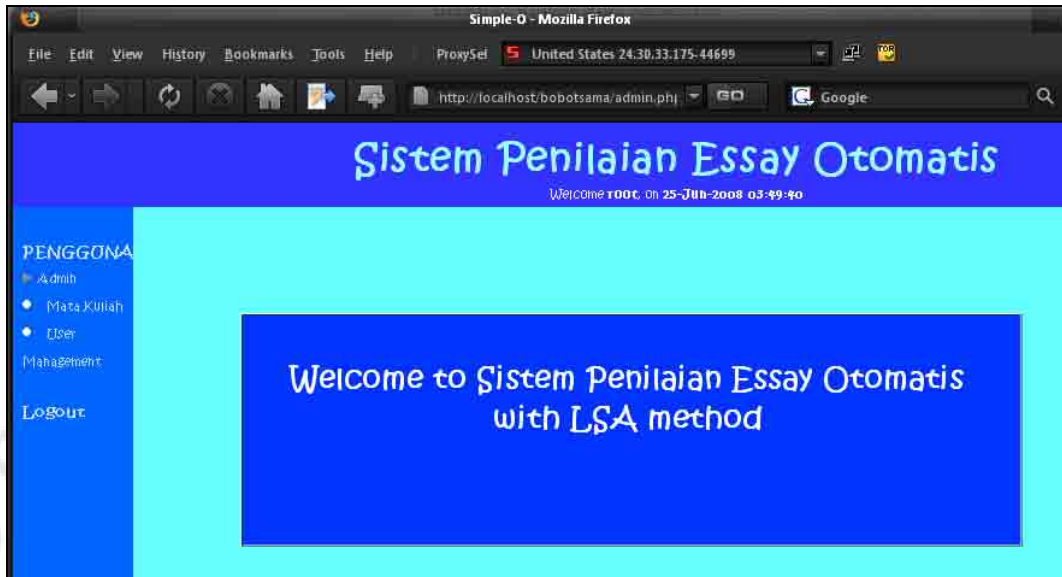 Simple-O - Mozilla Firefox
File Edit View History Bookmarks Tools Help ProxySel S United States 24.30.33.175-44699 TOR
http://localhost/bobotsama/admin.ph GO G Google
Sistem Penilaian Essay Otomatis
Welcome root, on 25-Jun-2008 03:49:40
PENGGUNA
Admin
Mata Kuliah
User
Management
Logout
Welcome to Sistem Penilaian Essay Otomatis
with LSA method